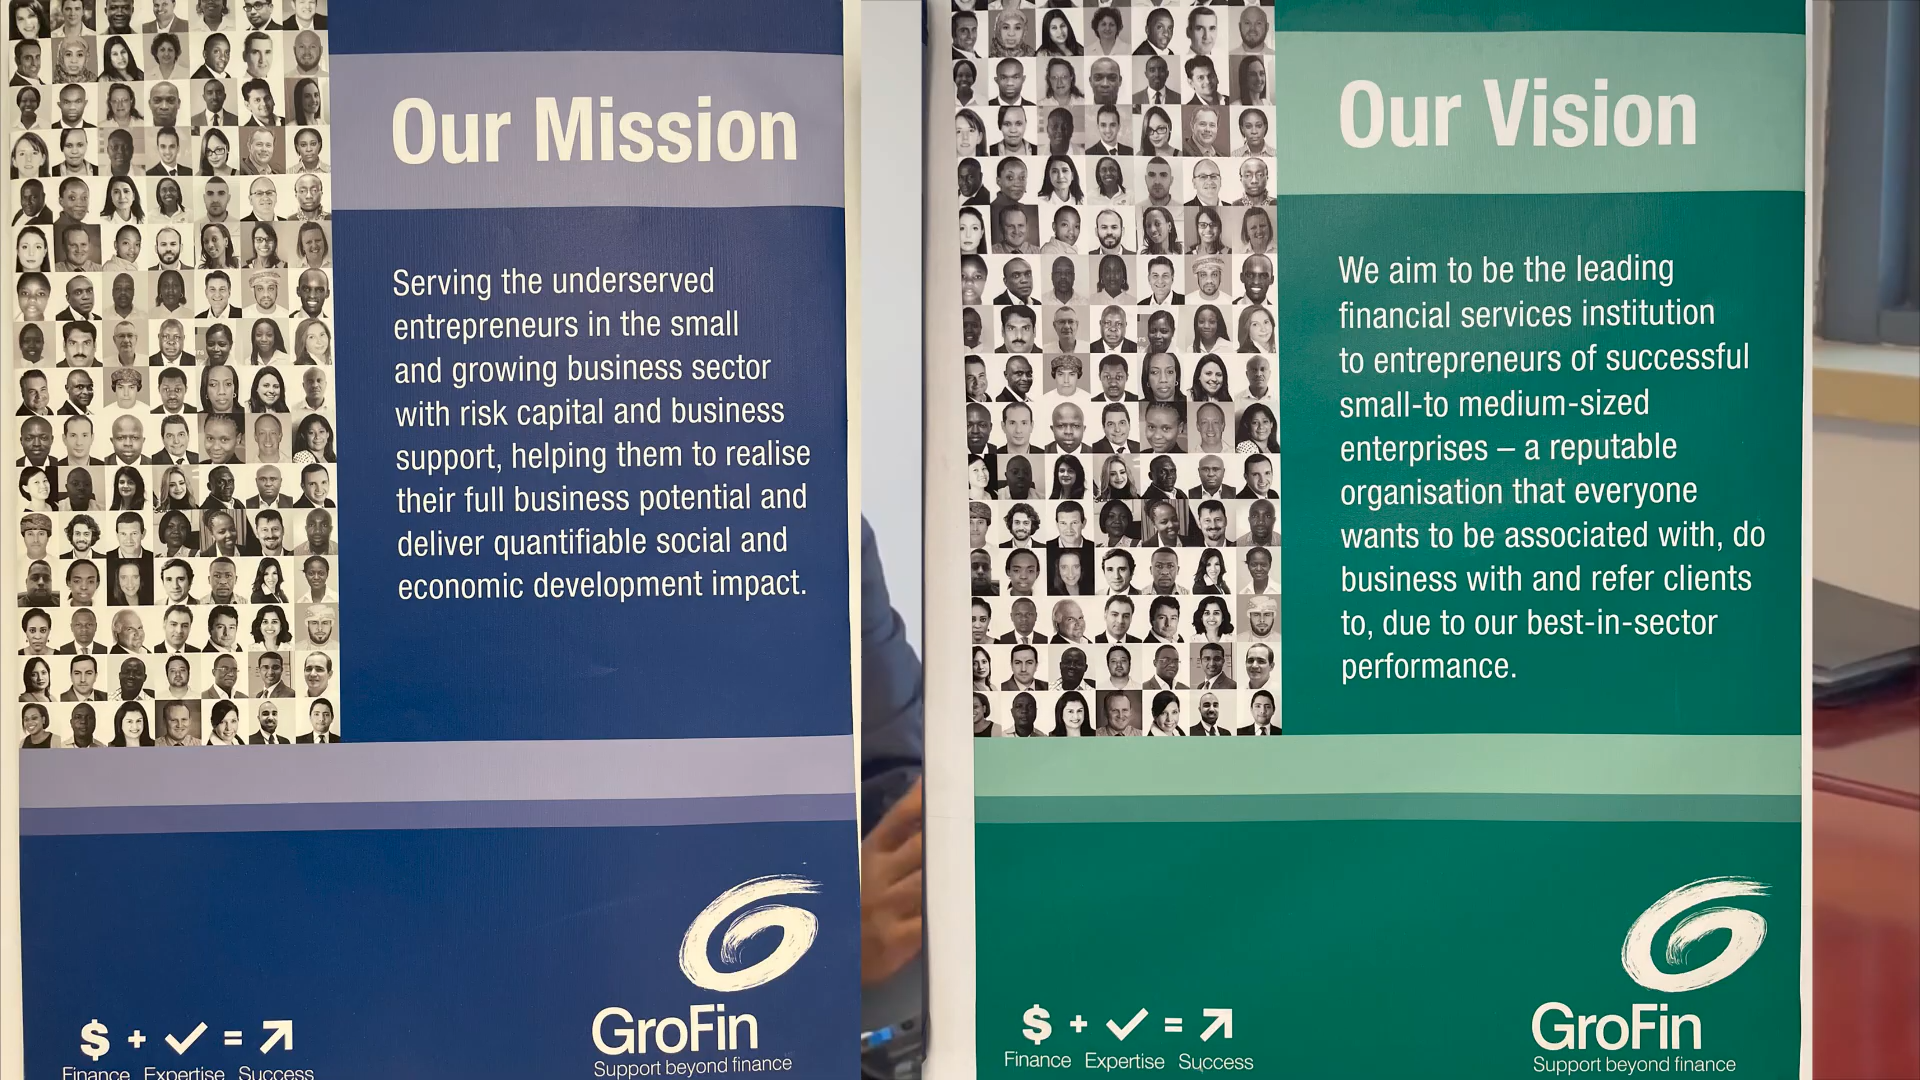 Our Mission
Serving the underserved
entrepreneurs in the small
and growing business sector
with risk capital and business
support, helping them to realise
their full business potential and
deliver quantifiable social and
economic development impact.
$ + ✓ = ↗
Finance Expertise Success
GroFin
Support beyond finance
Our Vision
We aim to be the leading
financial services institution
to entrepreneurs of successful
small-to medium-sized
enterprises – a reputable
organisation that everyone
wants to be associated with, do
business with and refer clients
to, due to our best-in-sector
performance.
$ + ✓ = ↗
Finance Expertise Success
GroFin
Support beyond finance